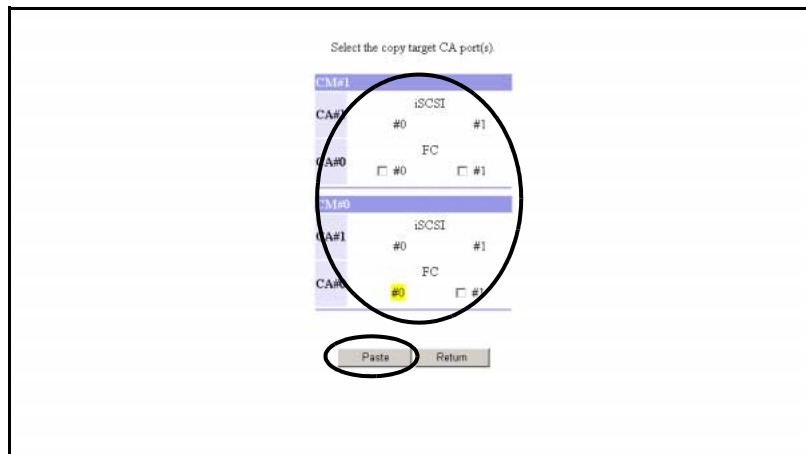 Select the copy target CA port(s).
CM#1
CA#1
iSCSI
#0 #1
CA#0
FC
#0 #1
CM#0
CA#1
iSCSI
#0 #1
CA#0
FC
#0 #1
Paste Return